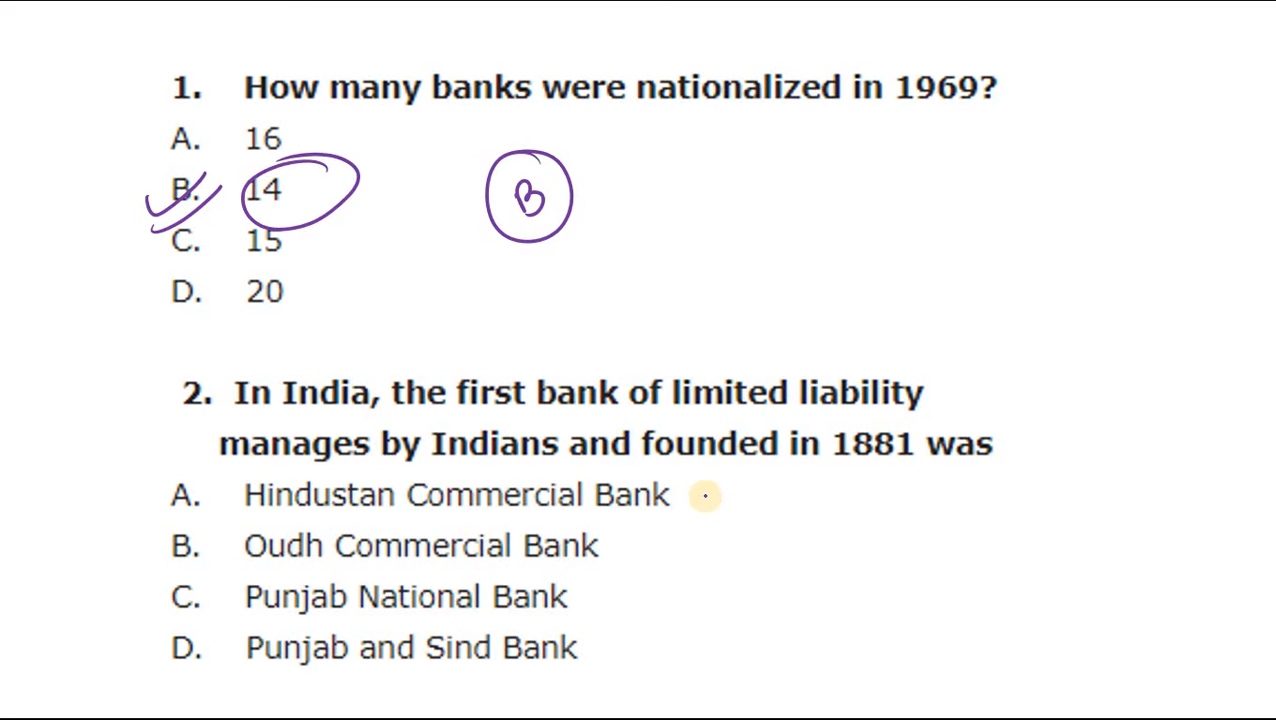 1. How many banks were nationalized in 1969?
A. 16
B. 14
B
C. 15
D. 20
2. In India, the first bank of limited liability
manages by Indians and founded in 1881 was
A. Hindustan Commercial Bank
B. Oudh Commercial Bank
C. Punjab National Bank
D. Punjab and Sind Bank